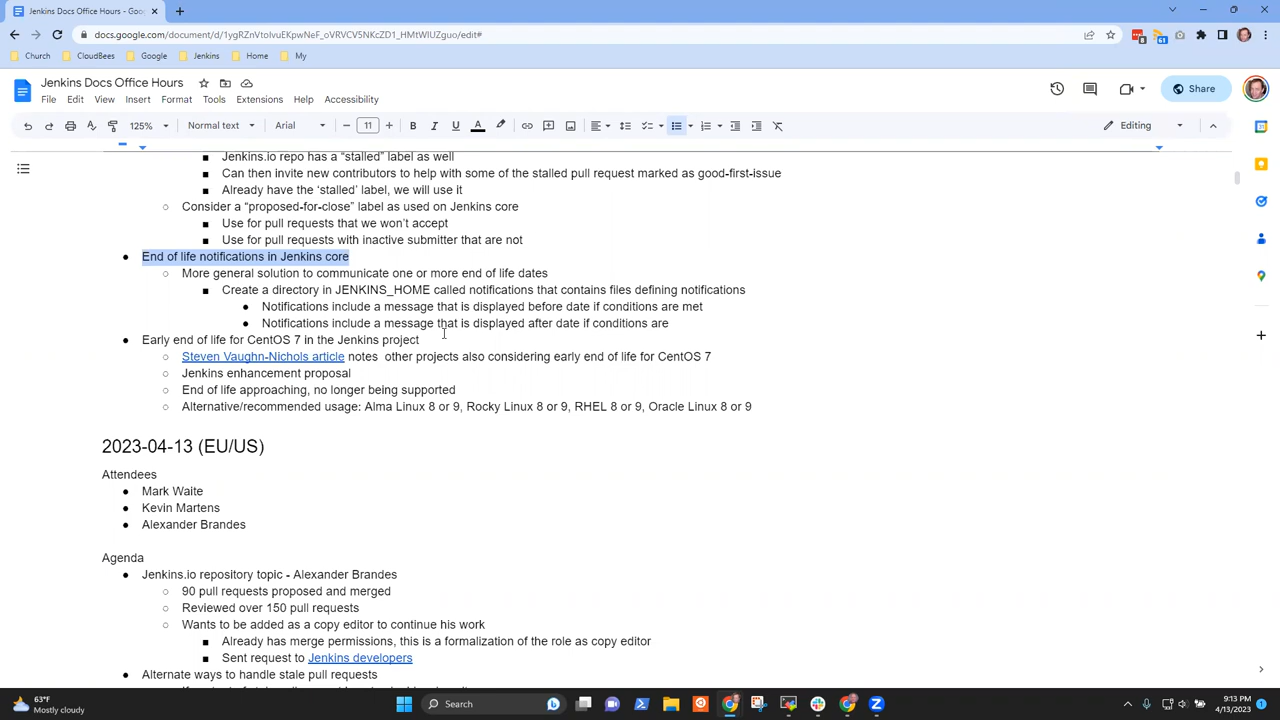 Jenkins Docs Office Hours - Goo
docs.google.com/document/d/1ygRZnVtoIvuEKpwNeF_oVRVCV5NKcZD1_HMtWIUZguo/edit#
Church CloudBees Google Jenkins Home My
Jenkins Docs Office Hours
File Edit View Insert Format Tools Extensions Help Accessibility
Share
125% Normal text Arial 11 Editing
Jenkins.io repo has a “stalled” label as well
Can then invite new contributors to help with some of the stalled pull request marked as good-first-issue
Already have the ‘stalled’ label, we will use it
Consider a “proposed-for-close” label as used on Jenkins core
Use for pull requests that we won’t accept
Use for pull requests with inactive submitter that are not
End of life notifications in Jenkins core
More general solution to communicate one or more end of life dates
Create a directory in JENKINS_HOME called notifications that contains files defining notifications
Notifications include a message that is displayed before date if conditions are met
Notifications include a message that is displayed after date if conditions are
Early end of life for CentOS 7 in the Jenkins project
Steven Vaughn-Nichols article notes other projects also considering early end of life for CentOS 7
Jenkins enhancement proposal
End of life approaching, no longer being supported
Alternative/recommended usage: Alma Linux 8 or 9, Rocky Linux 8 or 9, RHEL 8 or 9, Oracle Linux 8 or 9
2023-04-13 (EU/US)
Attendees
Mark Waite
Kevin Martens
Alexander Brandes
Agenda
Jenkins.io repository topic - Alexander Brandes
90 pull requests proposed and merged
Reviewed over 150 pull requests
Wants to be added as a copy editor to continue his work
Already has merge permissions, this is a formalization of the role as copy editor
Sent request to Jenkins developers
Alternate ways to handle stale pull requests
63°F
Mostly cloudy
Search
9:13 PM
4/13/2023